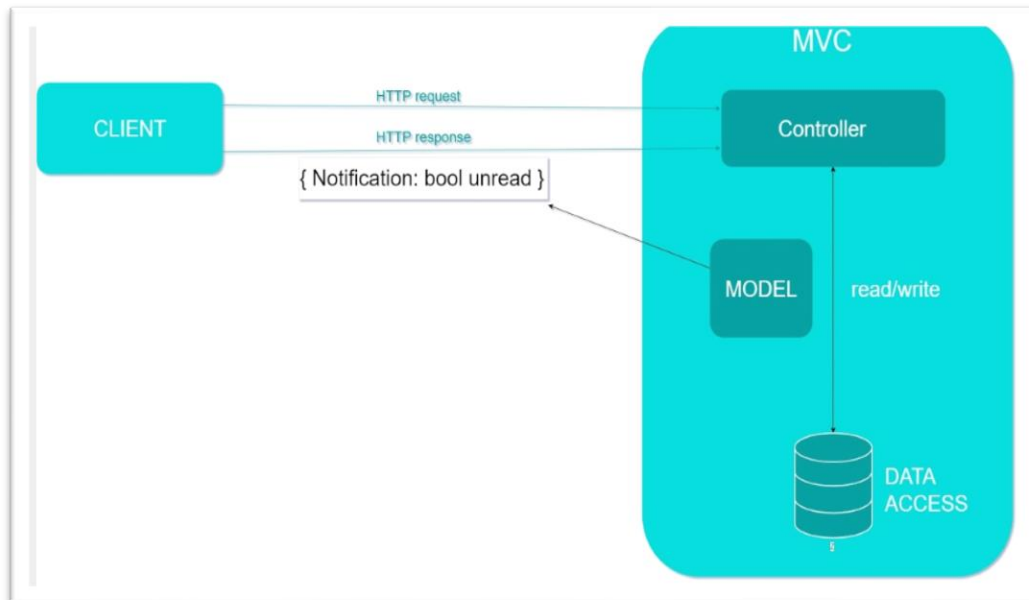 MVC
HTTP request
CLIENT
Controller
HTTP response
{ Notification: bool unread }
MODEL
read/write
DATA
ACCESS